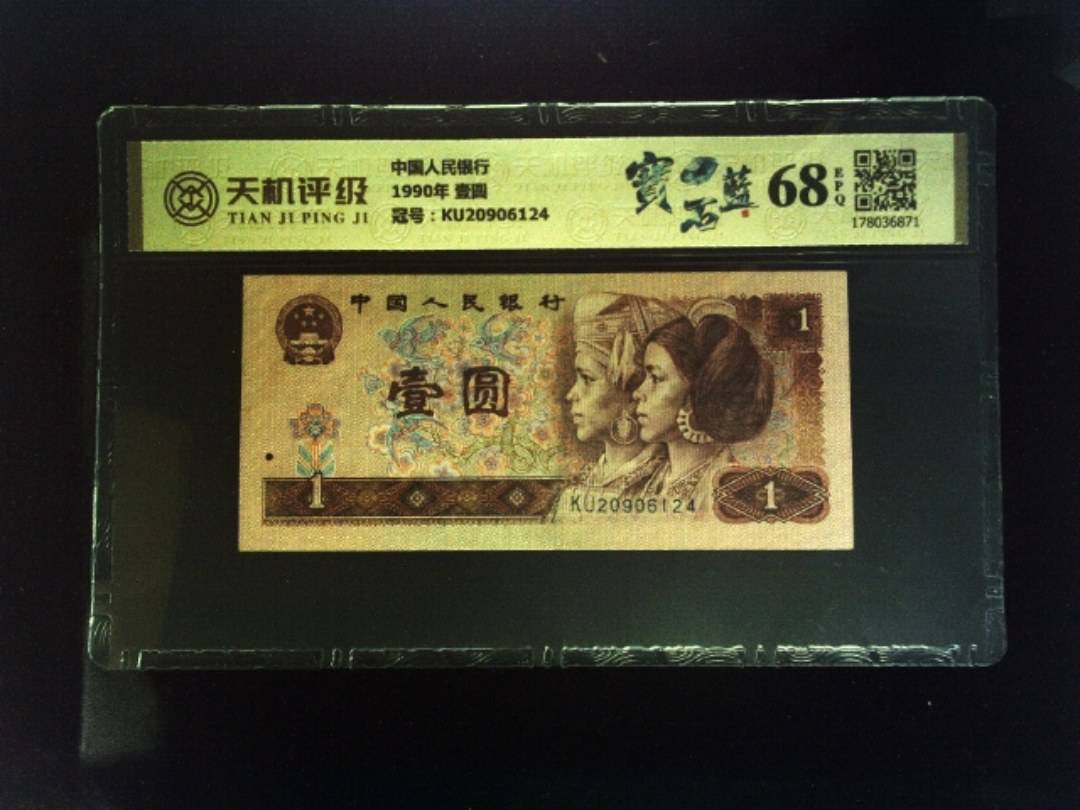 天机评级
TIAN JI PING JI
中国人民银行
1990年 壹圆
冠号：KU20906124
寶石藍
68
EPQ
178036871
中国人民银行
1
壹圆
1
KU20906124
1